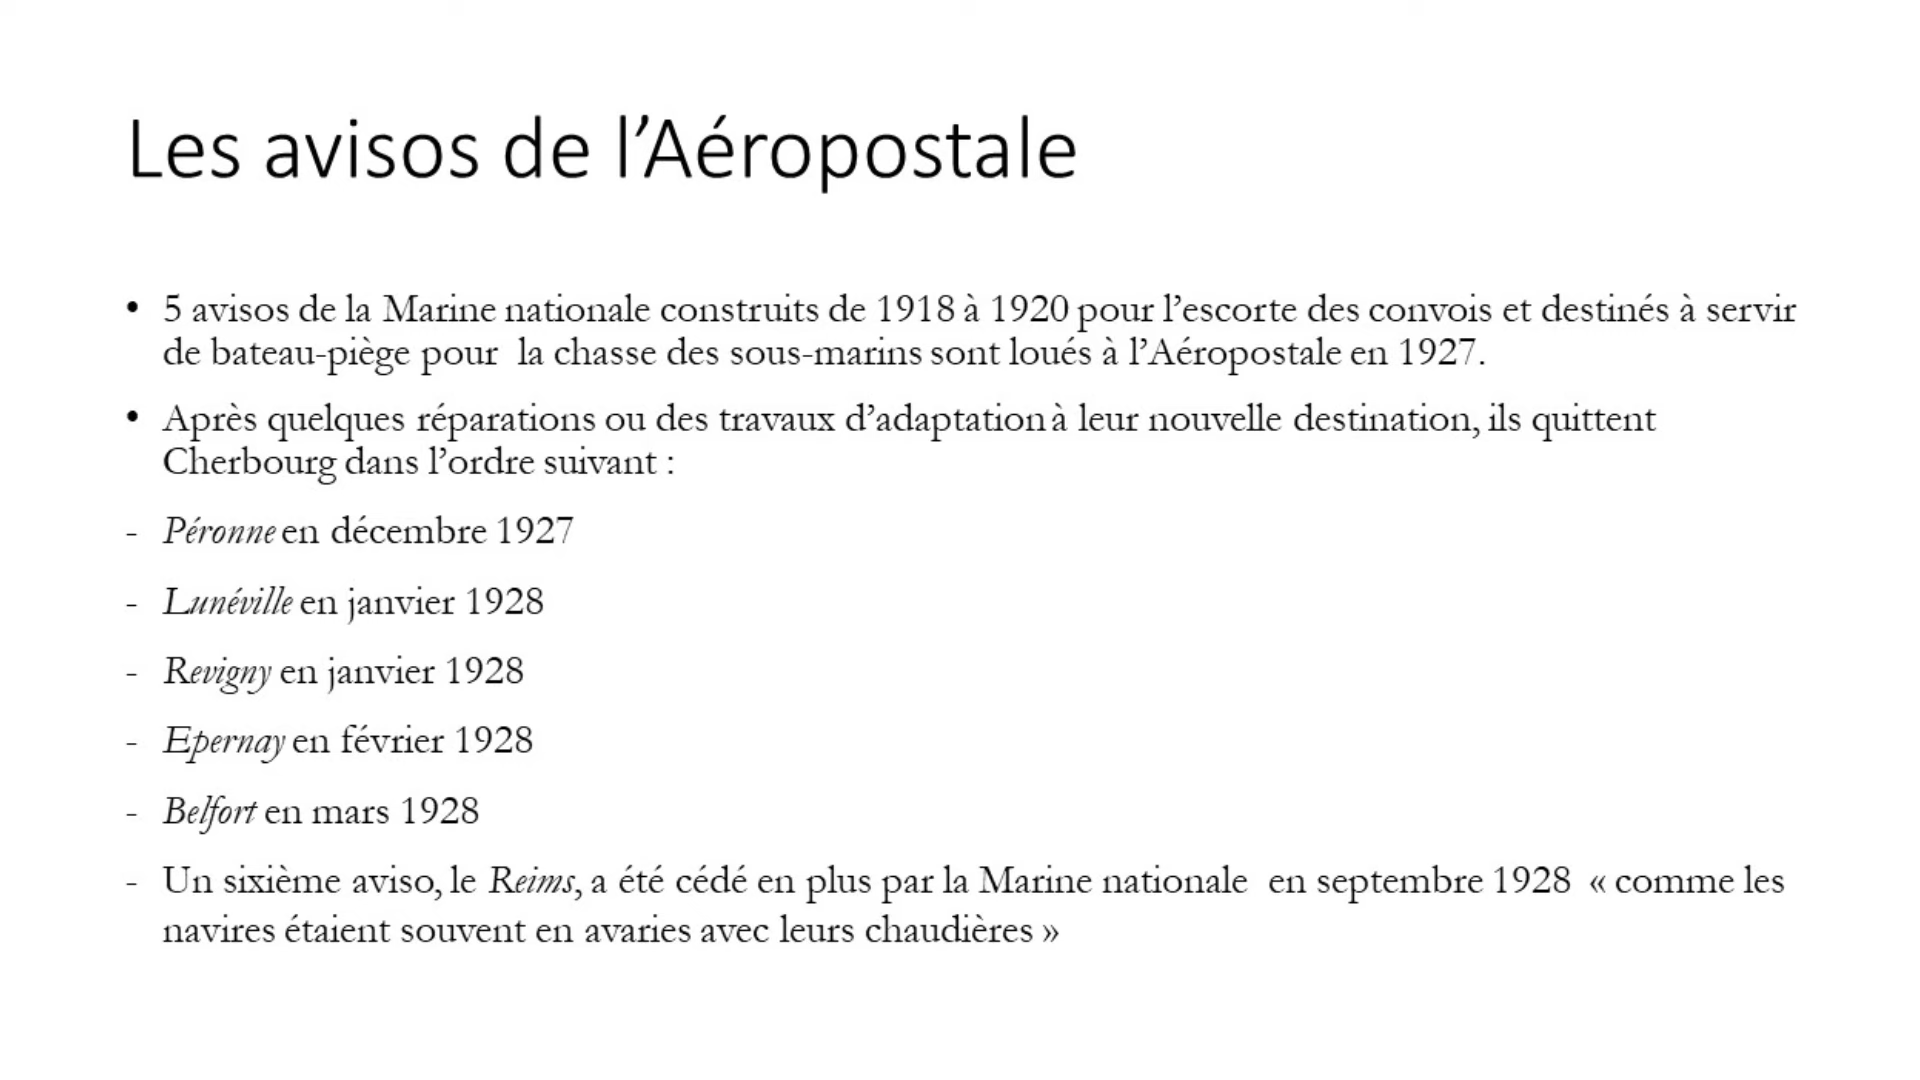 Les avisos de l’Aéropostale
• 5 avisos de la Marine nationale construits de 1918 à 1920 pour l’escorte des convois et destinés à servir
de bateau-piège pour la chasse des sous-marins sont loués à l’Aéropostale en 1927.
• Après quelques réparations ou des travaux d’adaptation à leur nouvelle destination, ils quittent
Cherbourg dans l’ordre suivant :
- Péronne en décembre 1927
- Lunéville en janvier 1928
- Revigny en janvier 1928
- Epernay en février 1928
- Belfort en mars 1928
- Un sixième aviso, le Reims, a été cédé en plus par la Marine nationale en septembre 1928 « comme les
navires étaient souvent en avaries avec leurs chaudières »